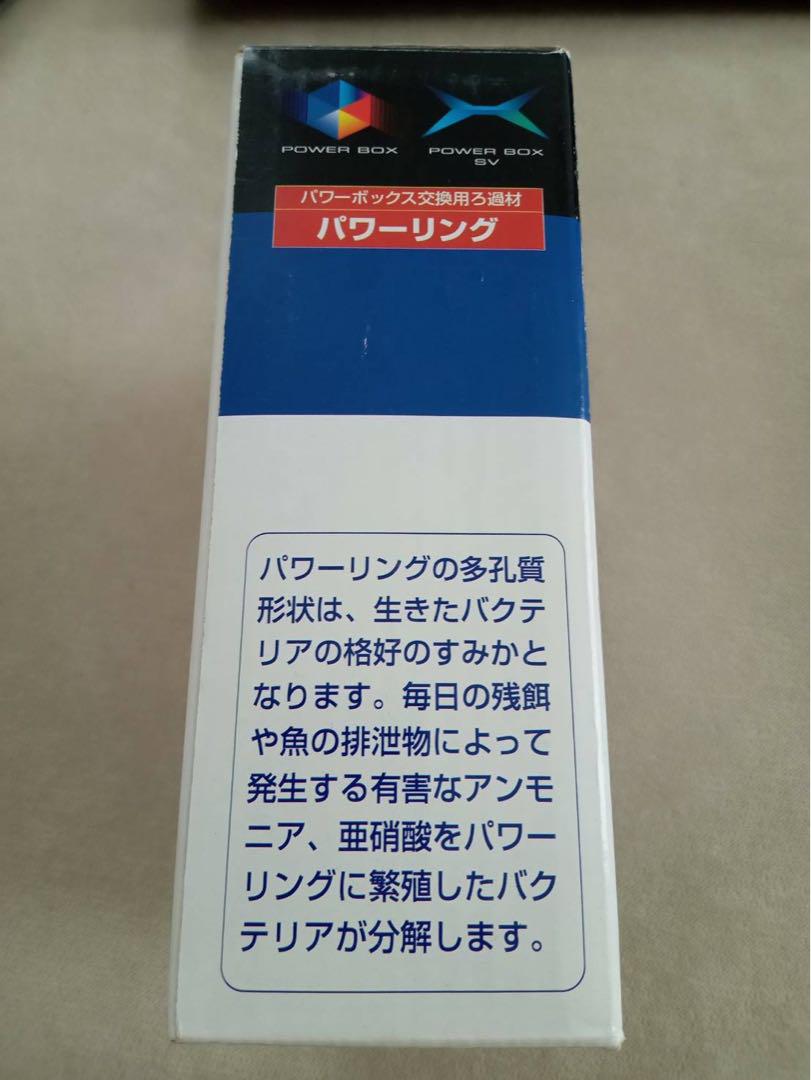 POWER BOX
POWER BOX
SV
パワーボックス交換用ろ過材
パワーリング
パワーリングの多孔質
形状は、生きたバクテ
リアの格好のすみかと
なります。毎日の残餌
や魚の排泄物によって
発生する有害なアンモ
ニア、亜硝酸をパワー
リングに繁殖したバク
テリアが分解します。